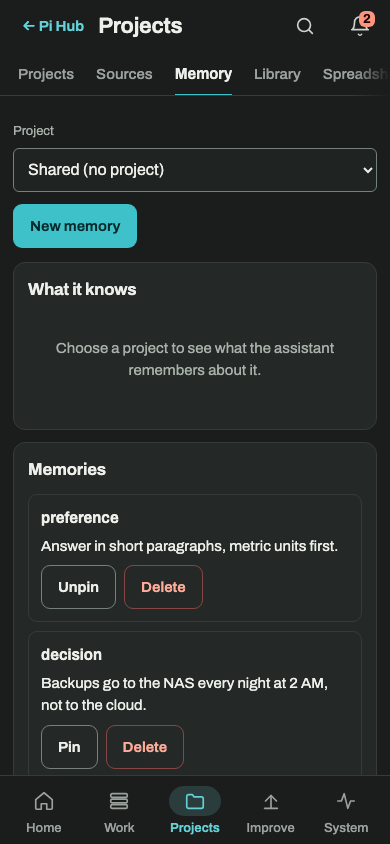 ← Pi Hub Projects 2
Projects Sources Memory Library Spreadsh
Project
Shared (no project)
New memory
What it knows
Choose a project to see what the assistant
remembers about it.
Memories
preference
Answer in short paragraphs, metric units first.
Unpin Delete
decision
Backups go to the NAS every night at 2 AM,
not to the cloud.
Pin Delete
Home Work Projects Improve System